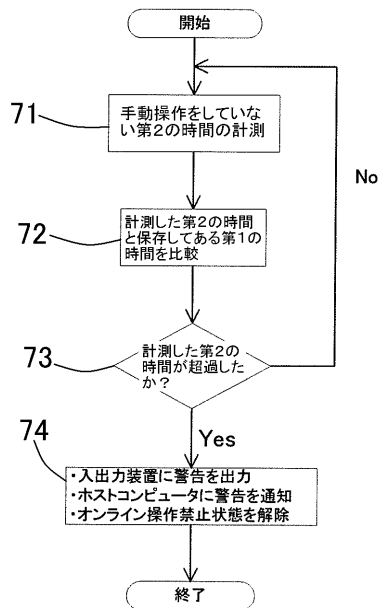 開始
71
手動操作をしていな
い第2の時間の計測
No
72
計測した第2の時間
と保存してある第1の
時間を比較
73
計測した第2の
時間が超過した
か？
Yes
74
・入出力装置に警告を出力
・ホストコンピュータに警告を通知
・オンライン操作禁止状態を解除
終了